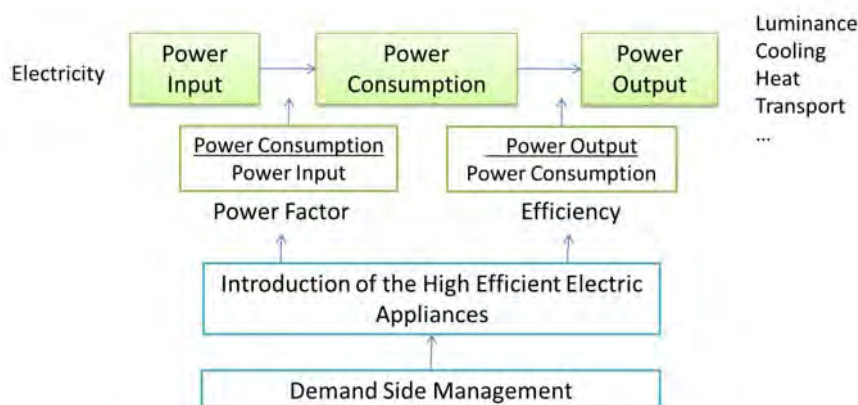 Electricity
Power
Input
Power
Consumption
Power
Output
Luminance
Cooling
Heat
Transport
...
Power Consumption
Power Input
Power Factor
Power Output
Power Consumption
Efficiency
Introduction of the High Efficient Electric
Appliances
Demand Side Management